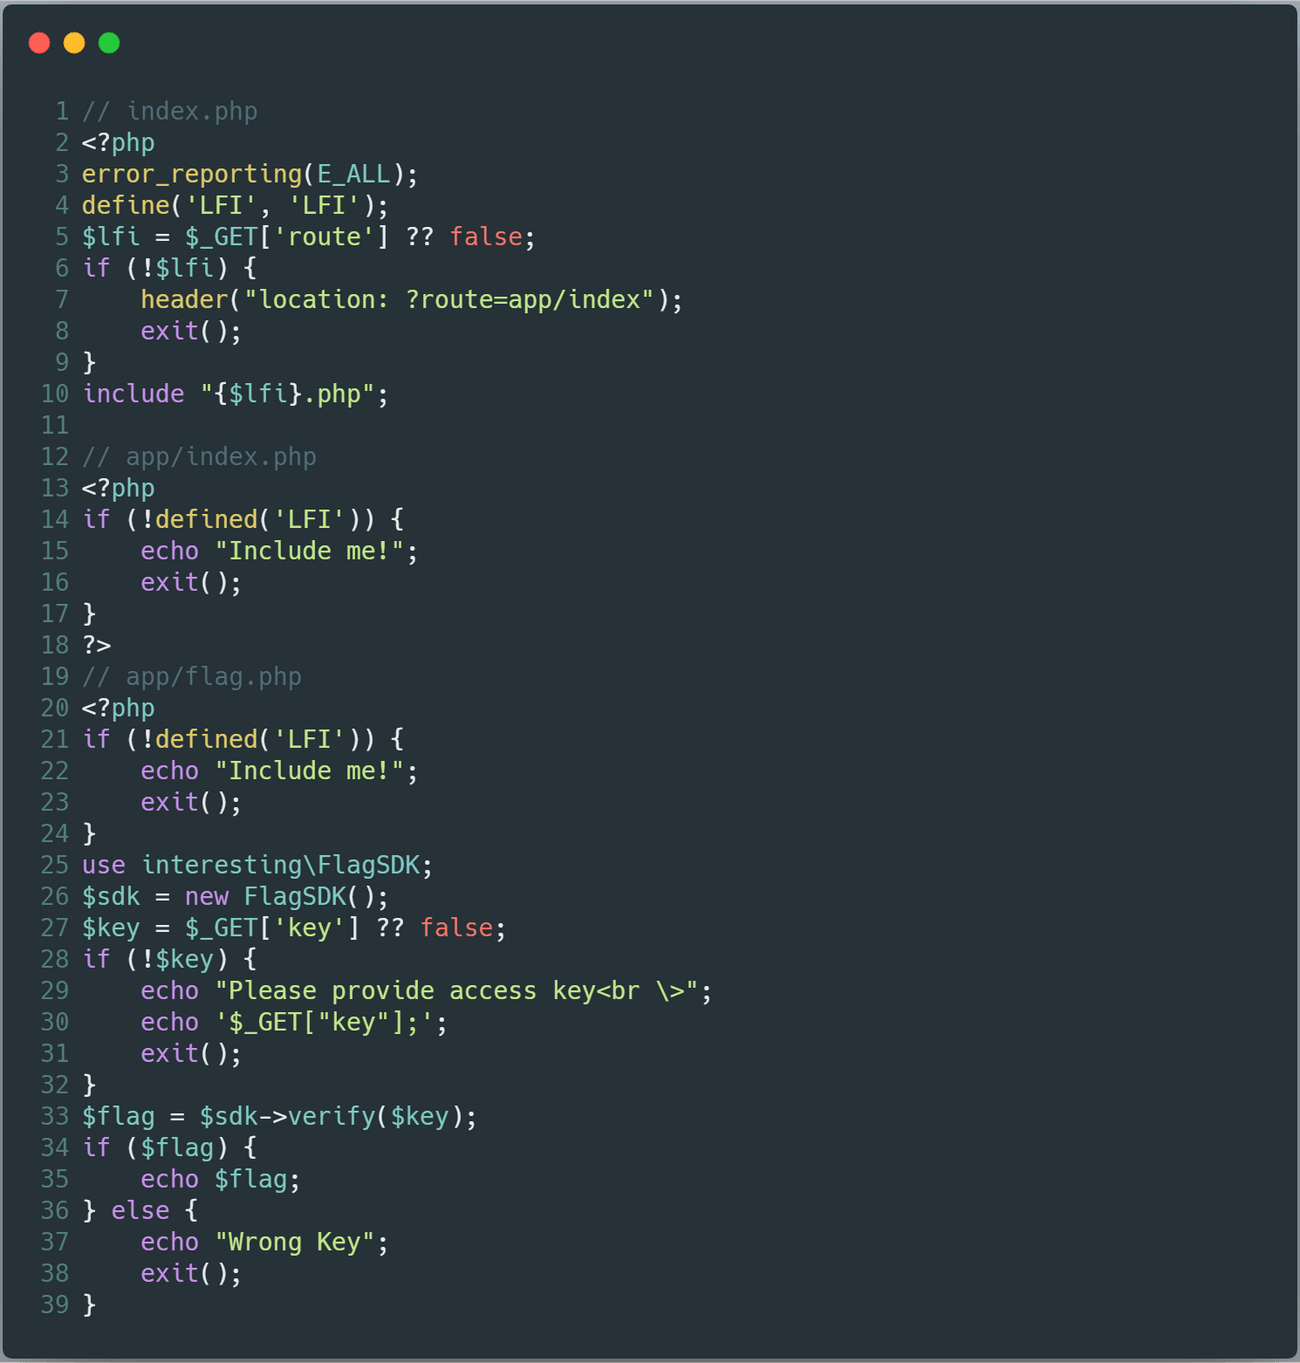 1 // index.php
2 <?php
3 error_reporting(E_ALL);
4 define('LFI', 'LFI');
5 $lfi = $_GET['route'] ?? false;
6 if (!$lfi) {
7     header("location: ?route=app/index");
8     exit();
9 }
10 include "{$lfi}.php";
11
12 // app/index.php
13 <?php
14 if (!defined('LFI')) {
15     echo "Include me!";
16     exit();
17 }
18 ?>
19 // app/flag.php
20 <?php
21 if (!defined('LFI')) {
22     echo "Include me!";
23     exit();
24 }
25 use interesting\FlagSDK;
26 $sdk = new FlagSDK();
27 $key = $_GET['key'] ?? false;
28 if (!$key) {
29     echo "Please provide access key<br \>";
30     echo '$_GET["key"];';
31     exit();
32 }
33 $flag = $sdk->verify($key);
34 if ($flag) {
35     echo $flag;
36 } else {
37     echo "Wrong Key";
38     exit();
39 }